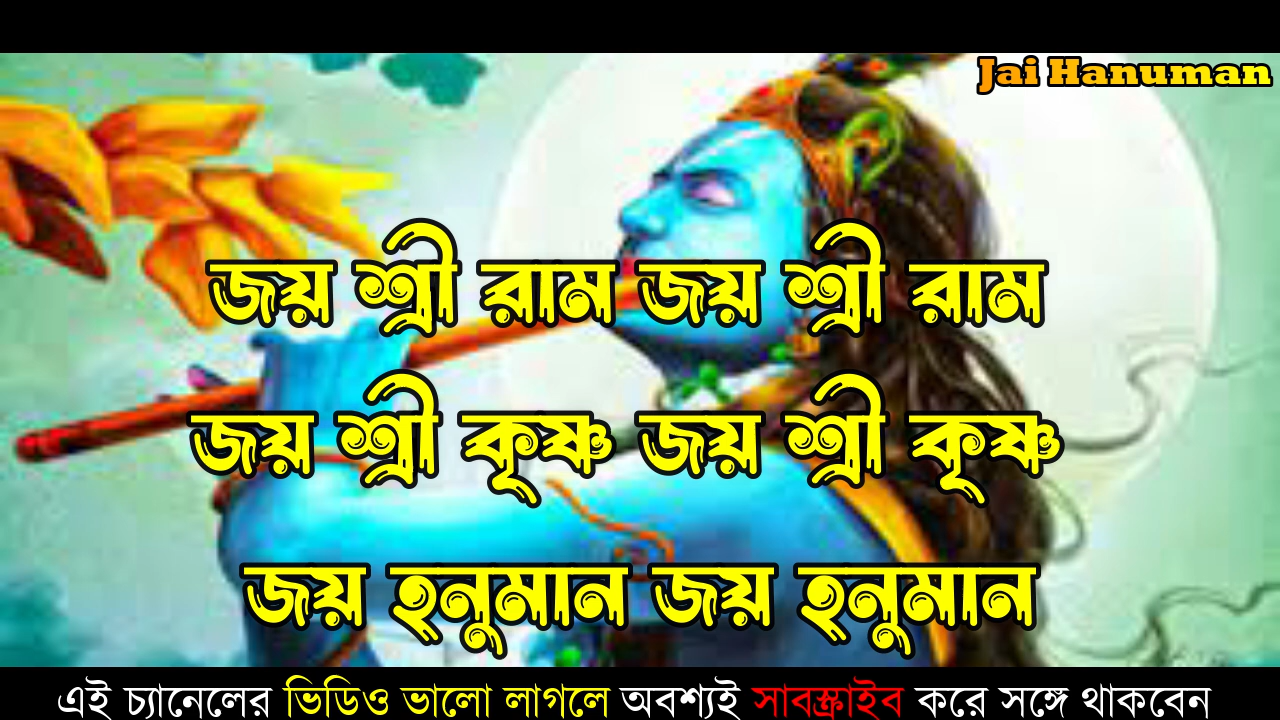 Jai Hanuman
জয় শ্রী রাম জয় শ্রী রাম
জয় শ্রী কৃষ্ণ জয় শ্রী কৃষ্ণ
জয় হনুমান জয় হনুমান
এই চ্যানেলের ভিডিও ভালো লাগলে অবশ্যই সাবস্ক্রাইব করে সঙ্গে থাকবেন